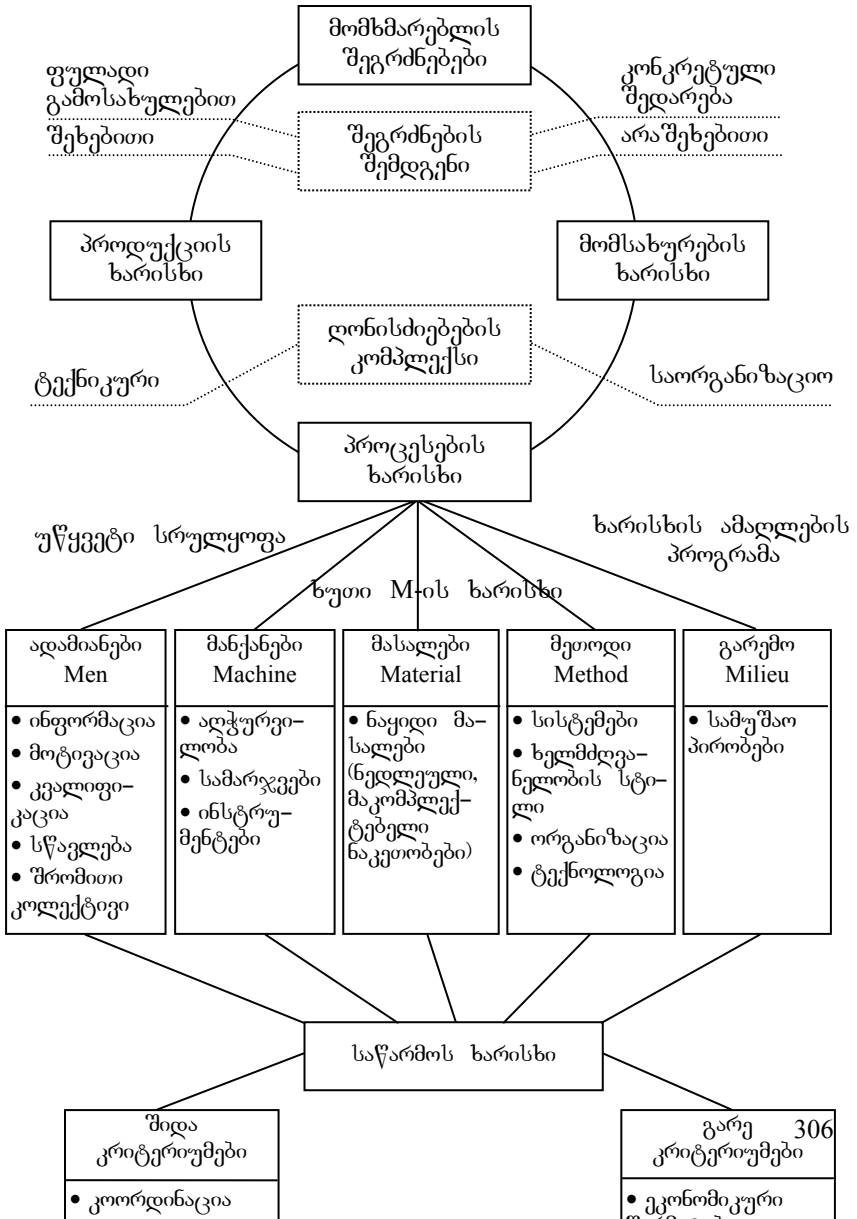 მომხმარებლის
შეგრძნებები
ფულადი
გამოსახულებით
შეხებითი
შეგრძნების
შემდგენი
კონკრეტული
შედარება
არაშეხებითი
პროდუქციის
ხარისხი
მომსახურების
ხარისხი
ღონისძიებების
კომპლექსი
ტექნიკური
საორგანიზაციო
პროცესების
ხარისხი
უწყვეტი სრულყოფა
ხარისხის ამაღლების
პროგრამა
ხუთი M-ის ხარისხი
ადამიანები
Men
• ინფორმაცია
• მოტივაცია
• კვალიფი–
კაცია
• სწავლება
• შრომითი
კოლექტივი
მანქანები
Machine
• აღჭურვი–
ლობა
• სამარჯვები
• ინსტრუ–
მენტები
მასალები
Material
• ნაყიდი მა–
სალები
(ნედლეული,
მაკომპლექ–
ტებელი
ნაკეთობები)
მეთოდი
Method
• სისტემები
• ხელმძღვა–
ნელობის სტი–
ლი
• ორგანიზაცია
• ტექნოლოგია
გარემო
Milieu
• სამუშაო
პირობები
საწარმოს ხარისხი
შიდა
კრიტერიუმები
• კოორდინაცია
გარე
კრიტერიუმები
306
• ეკონომიკური